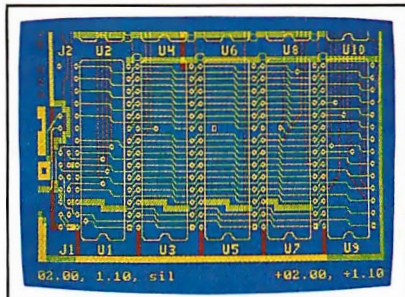 J2 U2 U4 U6 U8 U10
J1 U1 U3 U5 U7 U9
02.00, 1.10, sil +02.00, ÷1.10